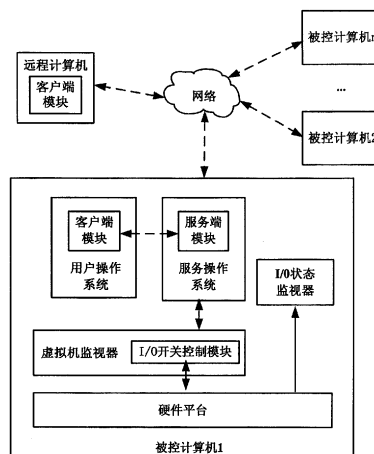 远程计算机
客户端
模块
网络
被控计算机n
...
被控计算机2
客户端
模块
用户操作
系统
服务端
模块
服务操作
系统
I/O状态
监视器
虚拟机监视器
I/O开关控制模块
硬件平台
被控计算机1